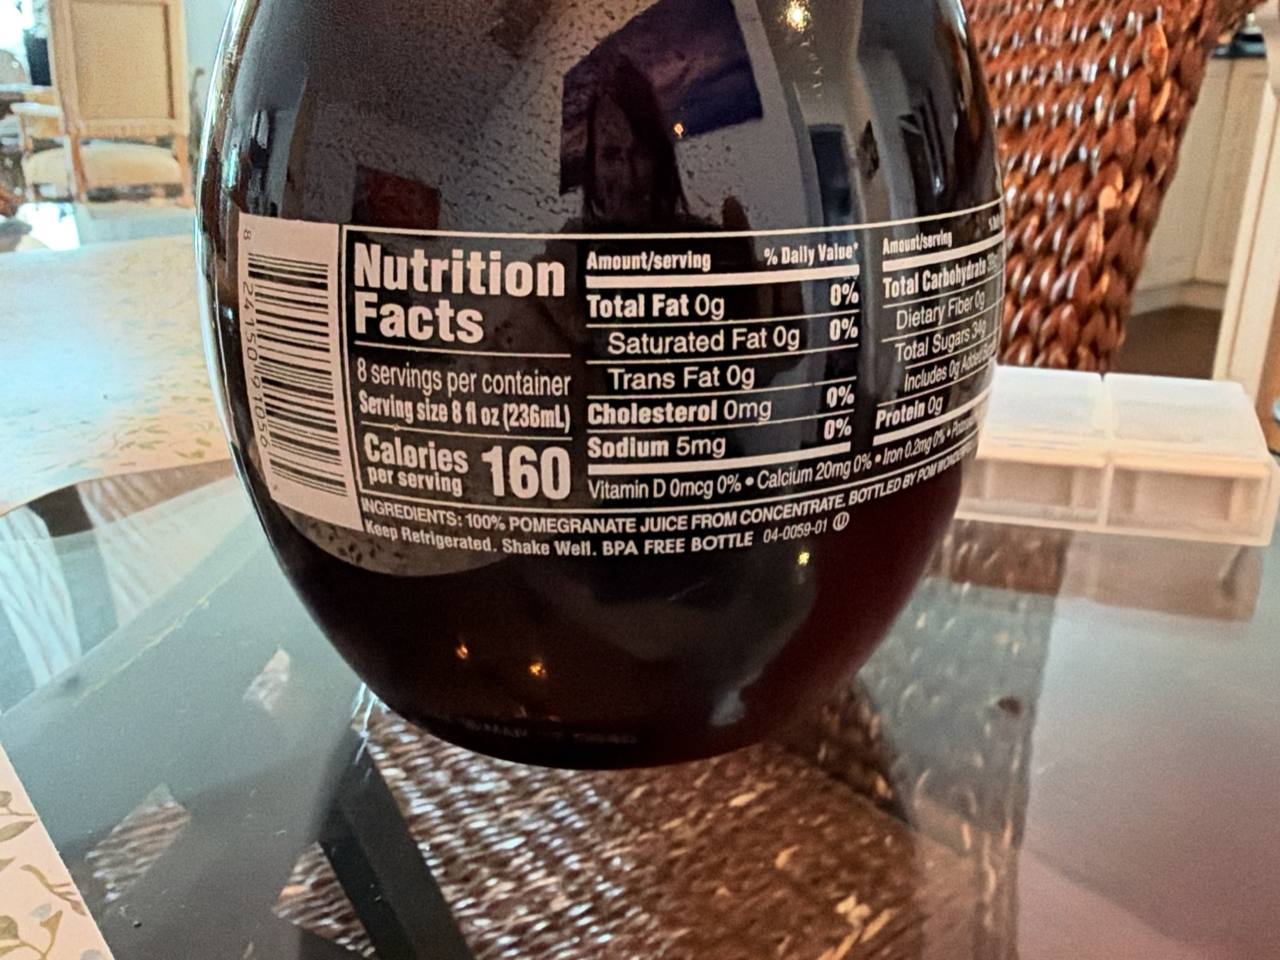 8 24150 91056
Nutrition
Facts
8 servings per container
Serving size 8 fl oz (236mL)
Calories
per serving 160
Amount/serving % Daily Value*
Total Fat 0g 0%
Saturated Fat 0g 0%
Trans Fat 0g
Cholesterol 0mg 0%
Sodium 5mg 0%
Amount/serving
Total Carbohydrate
Dietary Fiber 0g
Total Sugars 34g
Includes 0g Added
Protein 0g
Vitamin D 0mcg 0% • Calcium 20mg 0% • Iron 0.2mg 0% •
INGREDIENTS: 100% POMEGRANATE JUICE FROM CONCENTRATE. BOTTLED BY POM
Keep Refrigerated. Shake Well. BPA FREE BOTTLE 04-0059-01 Ⓤ